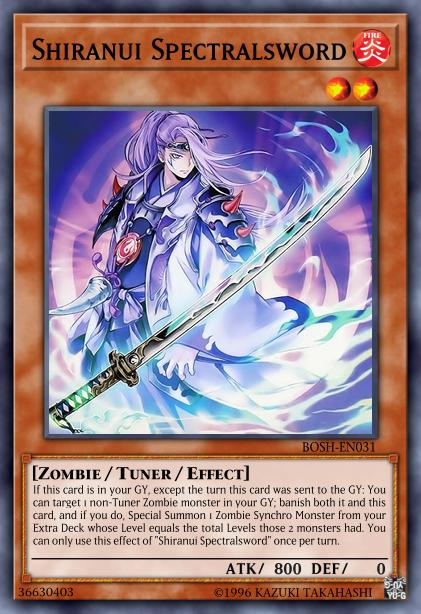 Shiranui Spectralsword
FIRE
炎
BOSH-EN031
[Zombie / Tuner / Effect]
If this card is in your GY, except the turn this card was sent to the GY: You
can target 1 non-Tuner Zombie monster in your GY; banish both it and this
card, and if you do, Special Summon 1 Zombie Synchro Monster from your
Extra Deck whose Level equals the total Levels those 2 monsters had. You
can only use this effect of "Shiranui Spectralsword" once per turn.
ATK/ 800 DEF/ 0
36630403
©1996 KAZUKI TAKAHASHI